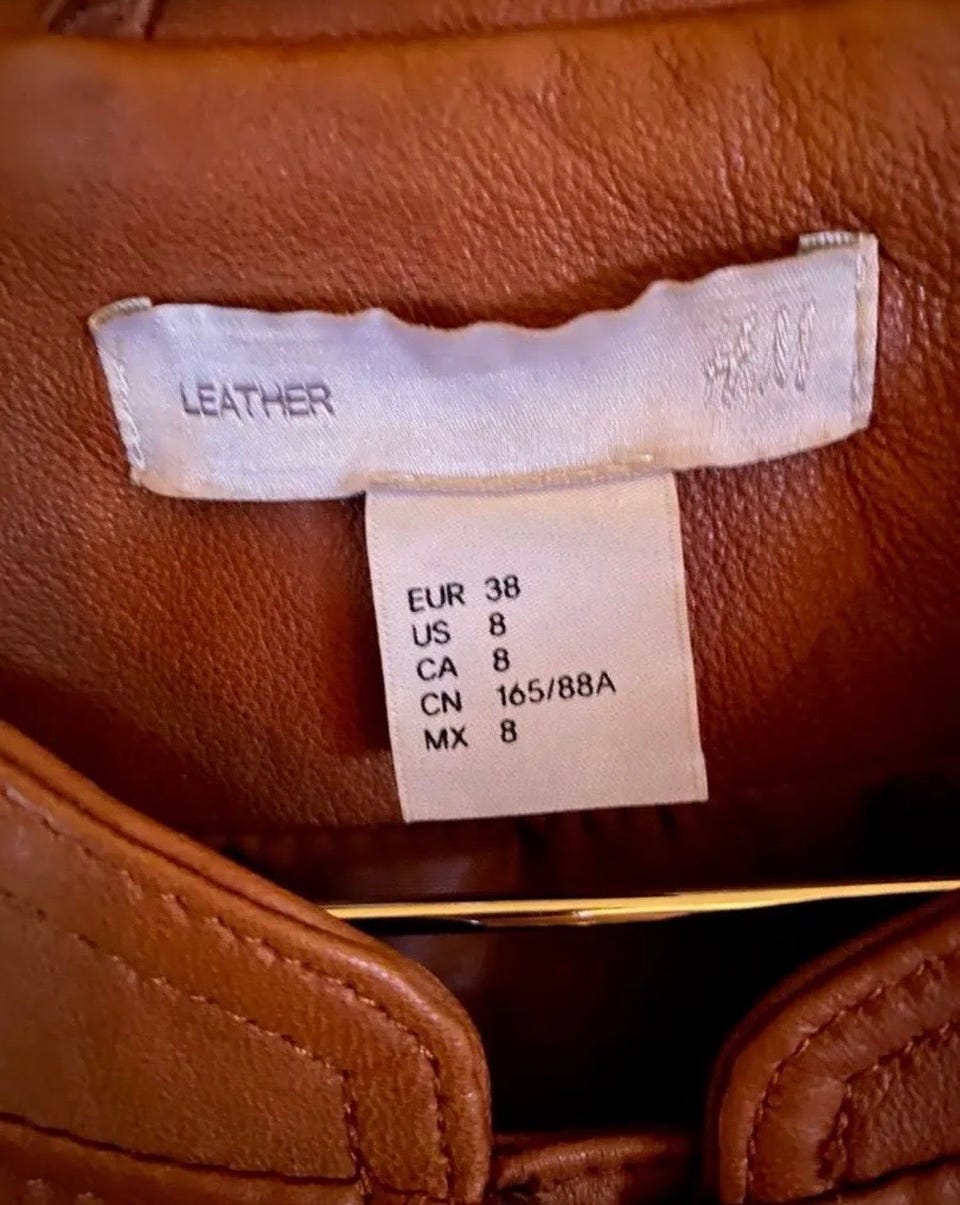 LEATHER
EUR 38
US 8
CA 8
CN 165/88A
MX 8